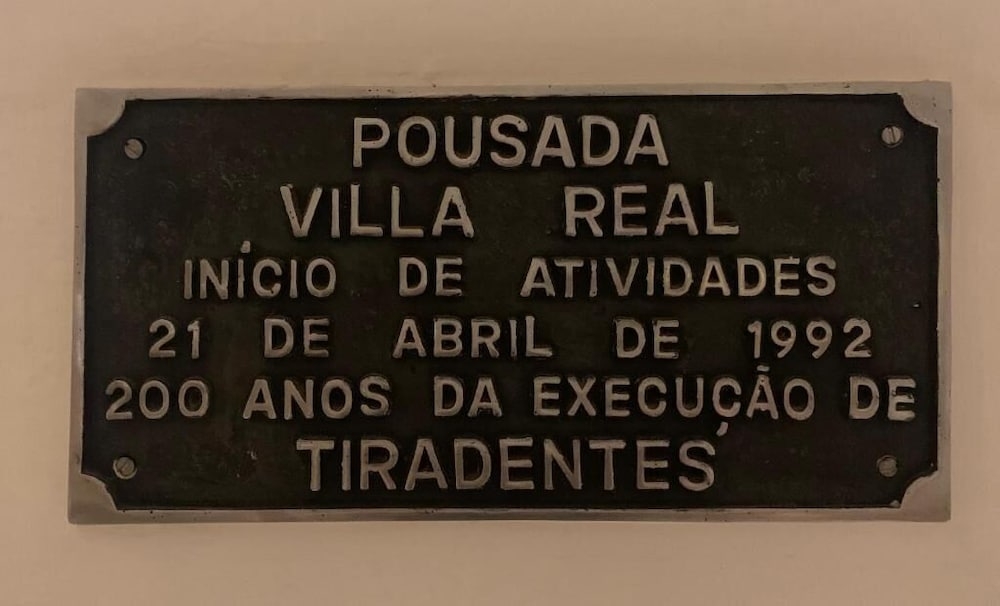 POUSADA
VILLA REAL
INÍCIO DE ATIVIDADES
21 DE ABRIL DE 1992
200 ANOS DA EXECUÇÃO DE
TIRADENTES